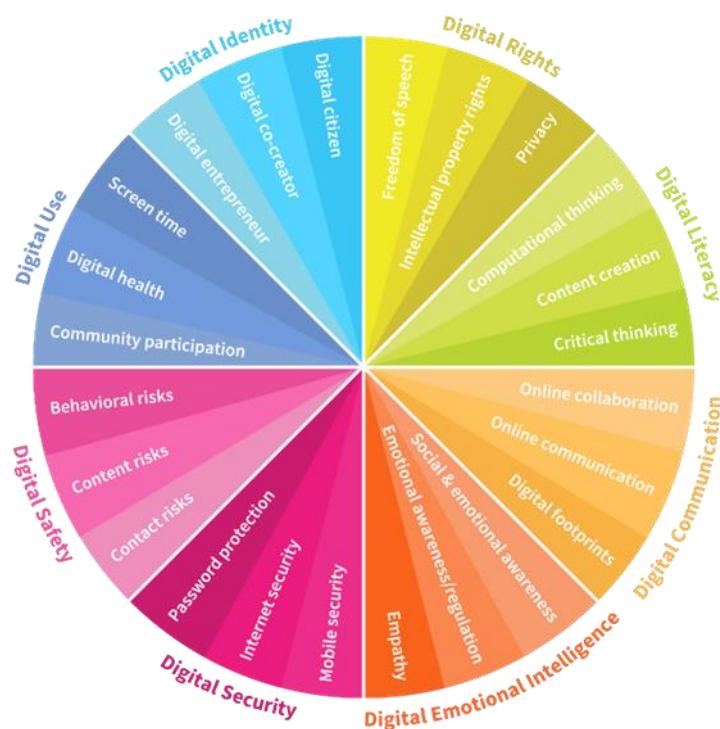 Digital Identity
Digital citizen
Digital co-creator
Digital entrepreneur
Digital Rights
Freedom of speech
Intellectual property rights
Privacy
Digital Literacy
Computational thinking
Content creation
Critical thinking
Digital Communication
Online collaboration
Online communication
Digital footprints
Digital Emotional Intelligence
Social & emotional awareness
Emotional awareness/regulation
Empathy
Digital Security
Mobile security
Internet security
Password protection
Digital Safety
Contact risks
Content risks
Behavioral risks
Digital Use
Community participation
Digital health
Screen time